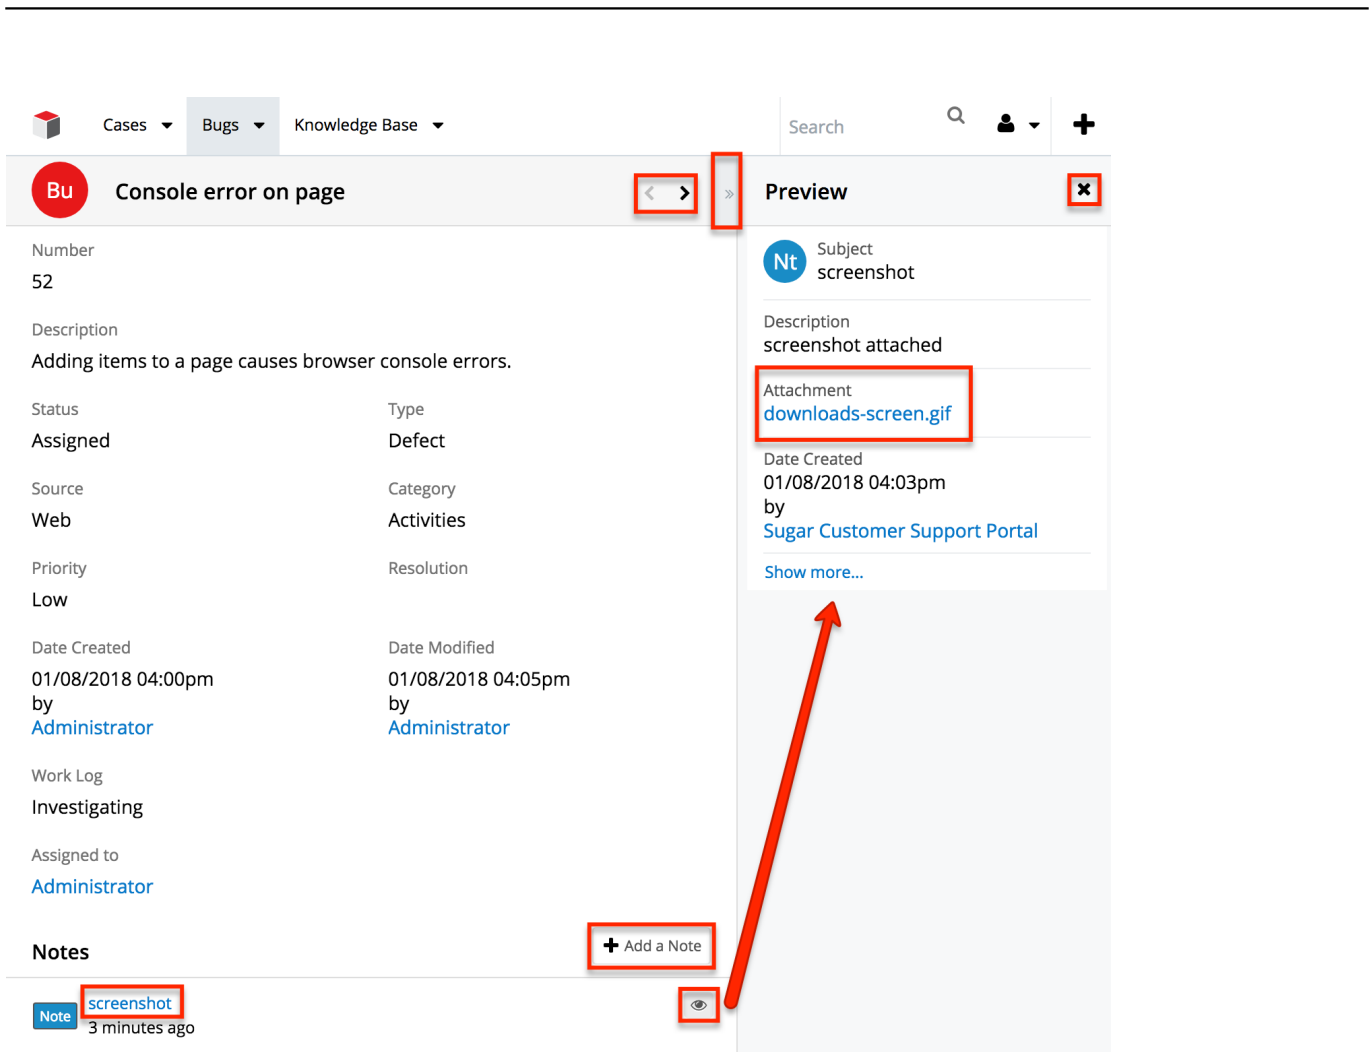 Cases
Bugs
Knowledge Base
Search
Bu
Console error on page
»
Preview
Number
52
Description
Adding items to a page causes browser console errors.
Status
Assigned
Type
Defect
Source
Web
Category
Activities
Priority
Low
Resolution
Date Created
01/08/2018 04:00pm
by
Administrator
Date Modified
01/08/2018 04:05pm
by
Administrator
Work Log
Investigating
Assigned to
Administrator
Notes
Add a Note
Note
screenshot
3 minutes ago
Nt
Subject
screenshot
Description
screenshot attached
Attachment
downloads-screen.gif
Date Created
01/08/2018 04:03pm
by
Sugar Customer Support Portal
Show more...